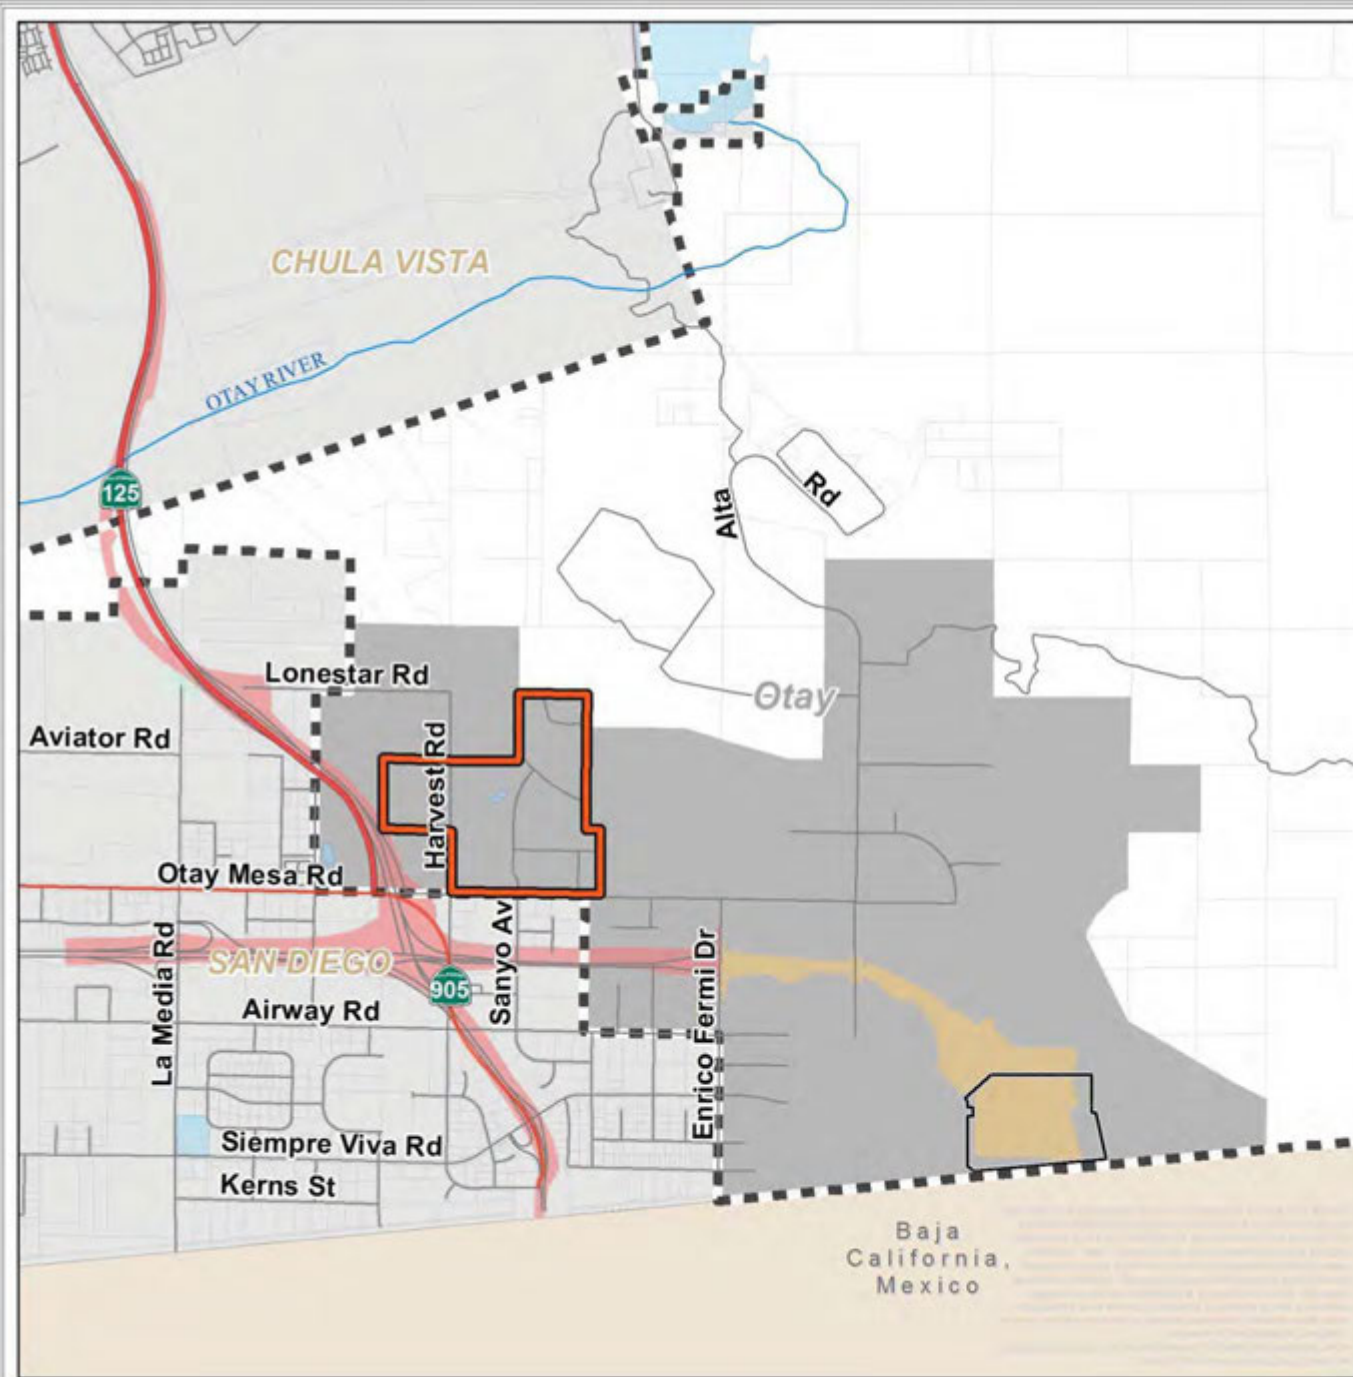 CHULA VISTA
OTAY RIVER
125
Rd
Alta
Lonestar Rd
Otay
Aviator Rd
Harvest Rd
Otay Mesa Rd
Sanyo Av
La Media Rd
SAN DIEGO
Enrico Fermi Dr
905
Airway Rd
Siempre Viva Rd
Kerns St
Baja
California,
Mexico